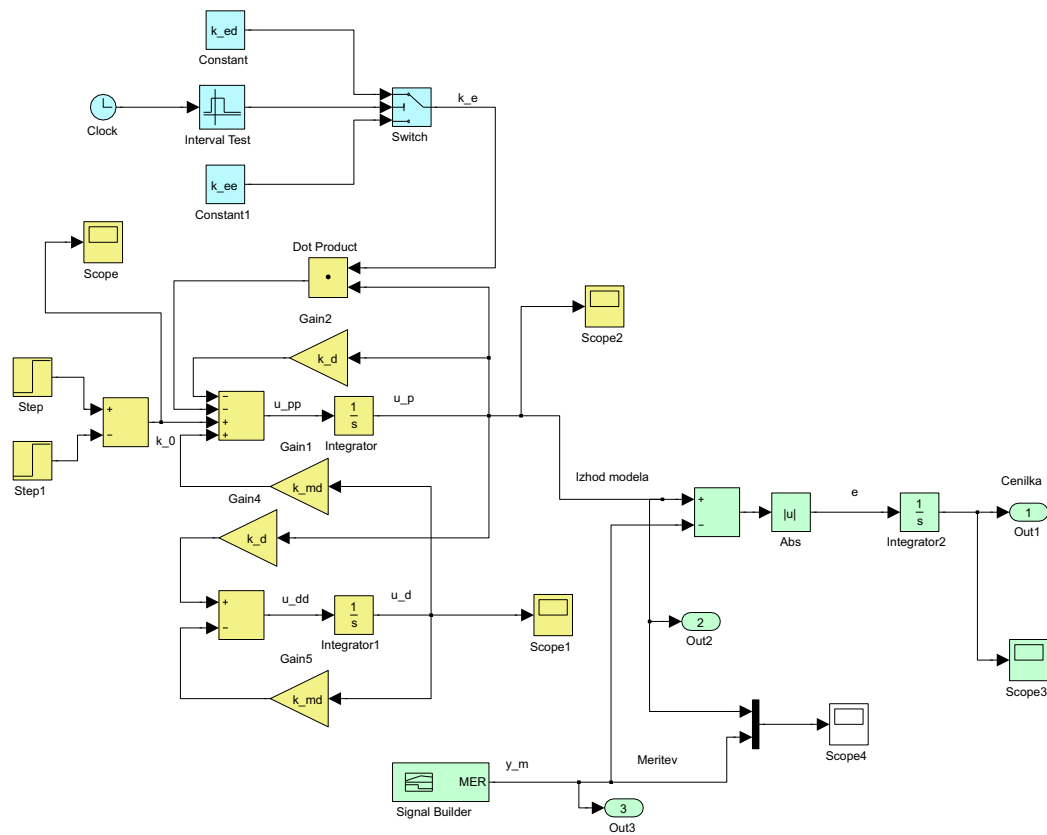 k_ed
Constant
k_e
Clock
Interval Test
Switch
k_ee
Constant1
Scope
Dot Product
Gain2
Scope2
k_d
Step
u_pp
1
s
u_p
Integrator
k_0
Step1
Gain1
k_md
Gain4
k_d
Izhod modela
e
Cenilka
|u|
Abs
1
s
Integrator2
1
Out1
u_dd
1
s
u_d
Integrator1
Scope1
2
Out2
Gain5
k_md
Scope3
Scope4
y_m
Meritev
MER
Signal Builder
3
Out3